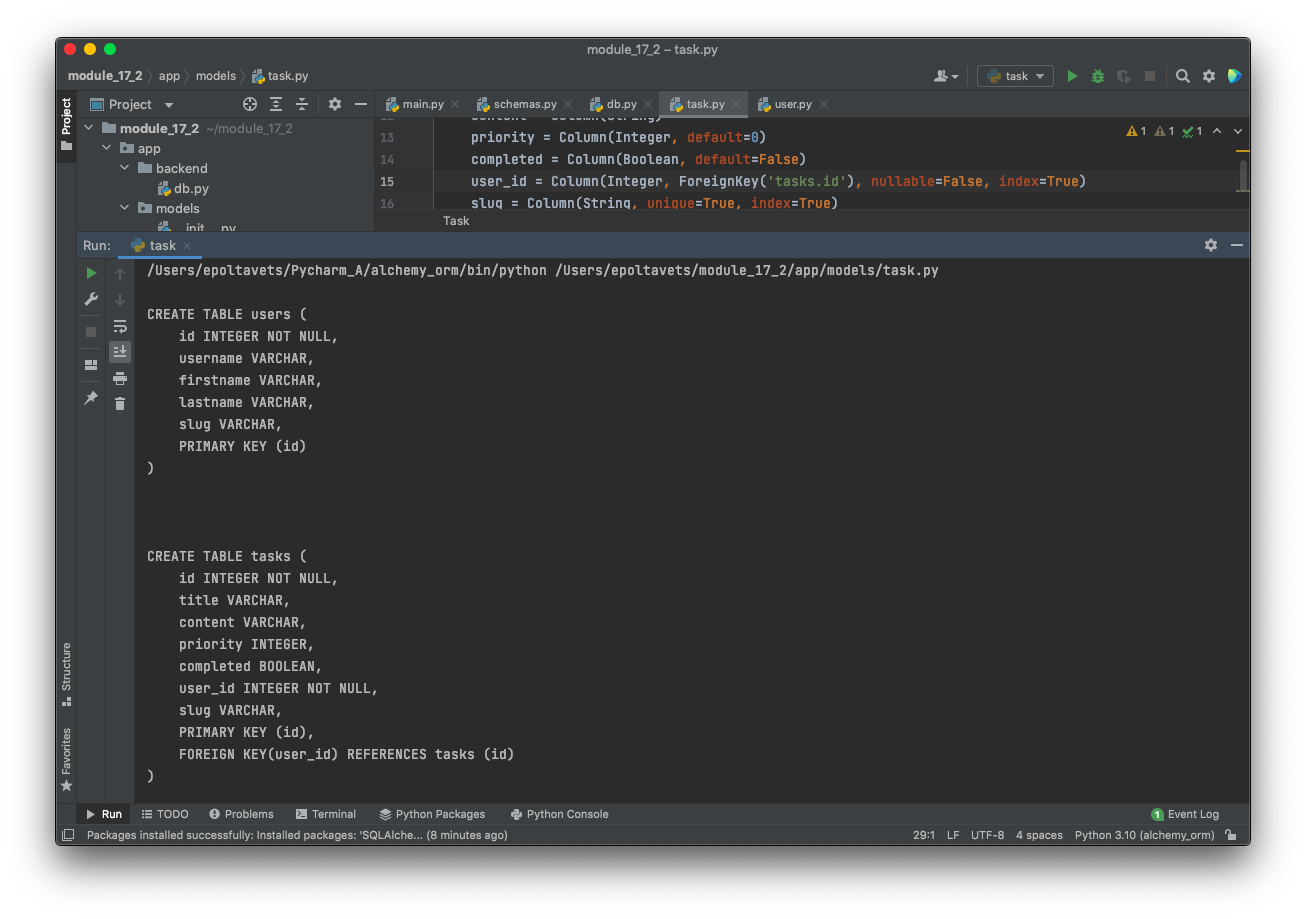 module_17_2 – task.py
module_17_2 app models task.py
task
Project
Project
main.py schemas.py db.py task.py user.py
module_17_2 ~/module_17_2
app
backend
db.py
models
__init__.py
12 content = Column(String)
13 priority = Column(Integer, default=0)
14 completed = Column(Boolean, default=False)
15 user_id = Column(Integer, ForeignKey('tasks.id'), nullable=False, index=True)
16 slug = Column(String, unique=True, index=True)
1 1 1
Task
Run: task
/Users/epoltavets/Pycharm_A/alchemy_orm/bin/python /Users/epoltavets/module_17_2/app/models/task.py
CREATE TABLE users (
id INTEGER NOT NULL,
username VARCHAR,
firstname VARCHAR,
lastname VARCHAR,
slug VARCHAR,
PRIMARY KEY (id)
)
CREATE TABLE tasks (
id INTEGER NOT NULL,
title VARCHAR,
content VARCHAR,
priority INTEGER,
completed BOOLEAN,
user_id INTEGER NOT NULL,
slug VARCHAR,
PRIMARY KEY (id),
FOREIGN KEY(user_id) REFERENCES tasks (id)
)
Structure
Favorites
Run TODO Problems Terminal Python Packages Python Console 1 Event Log
Packages installed successfully: Installed packages: 'SQLAlche... (8 minutes ago) 29:1 LF UTF-8 4 spaces Python 3.10 (alchemy_orm)